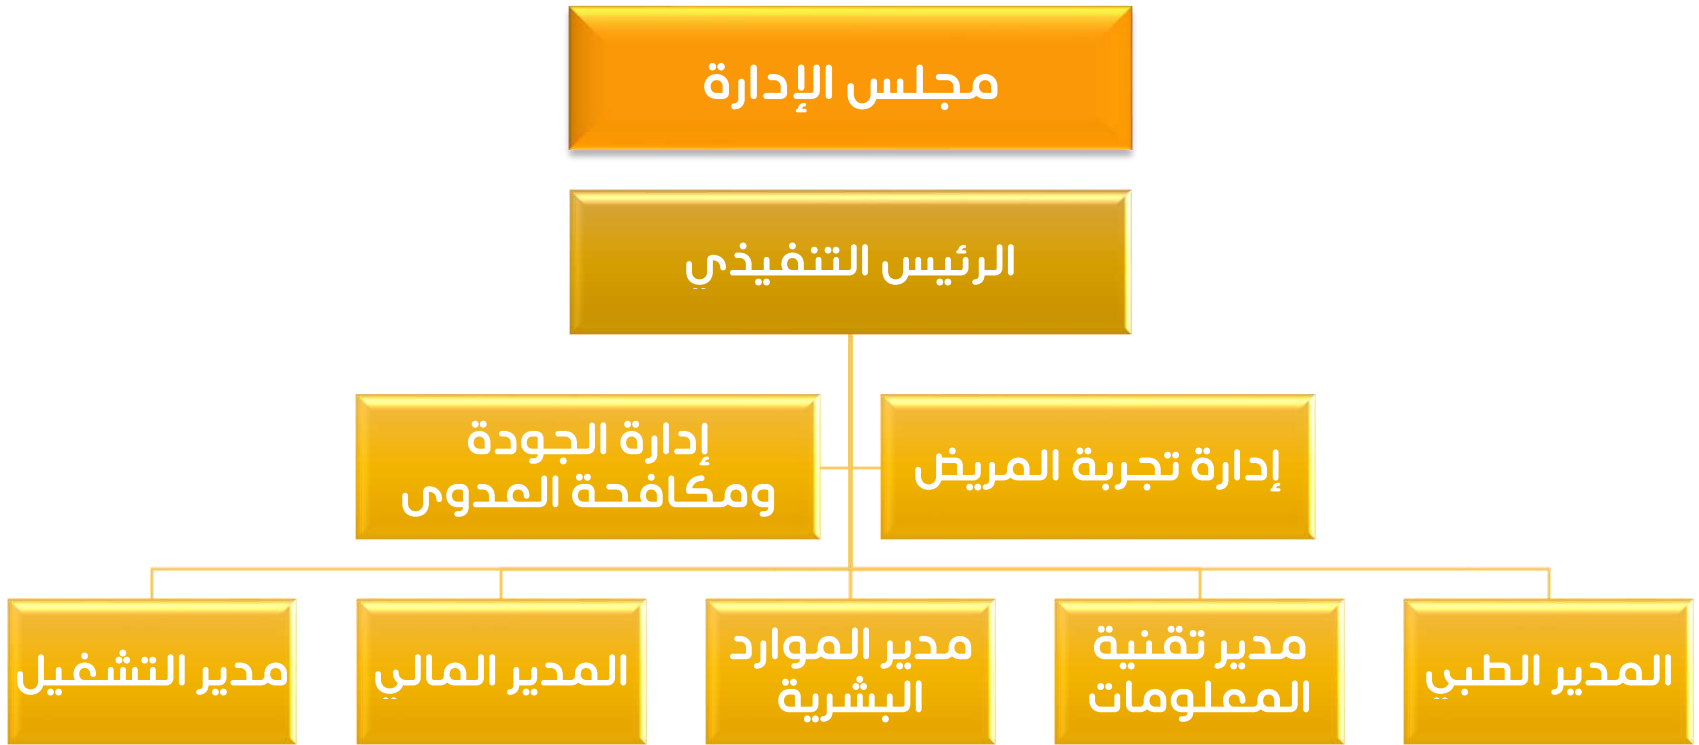 مجلس الإدارة
الرئيس التنفيذي
إدارة تجربة المريض
إدارة الجودة
ومكافحة العدوى
المدير الطبي
مدير تقنية
المعلومات
مدير الموارد
البشرية
المدير المالي
مدير التشغيل